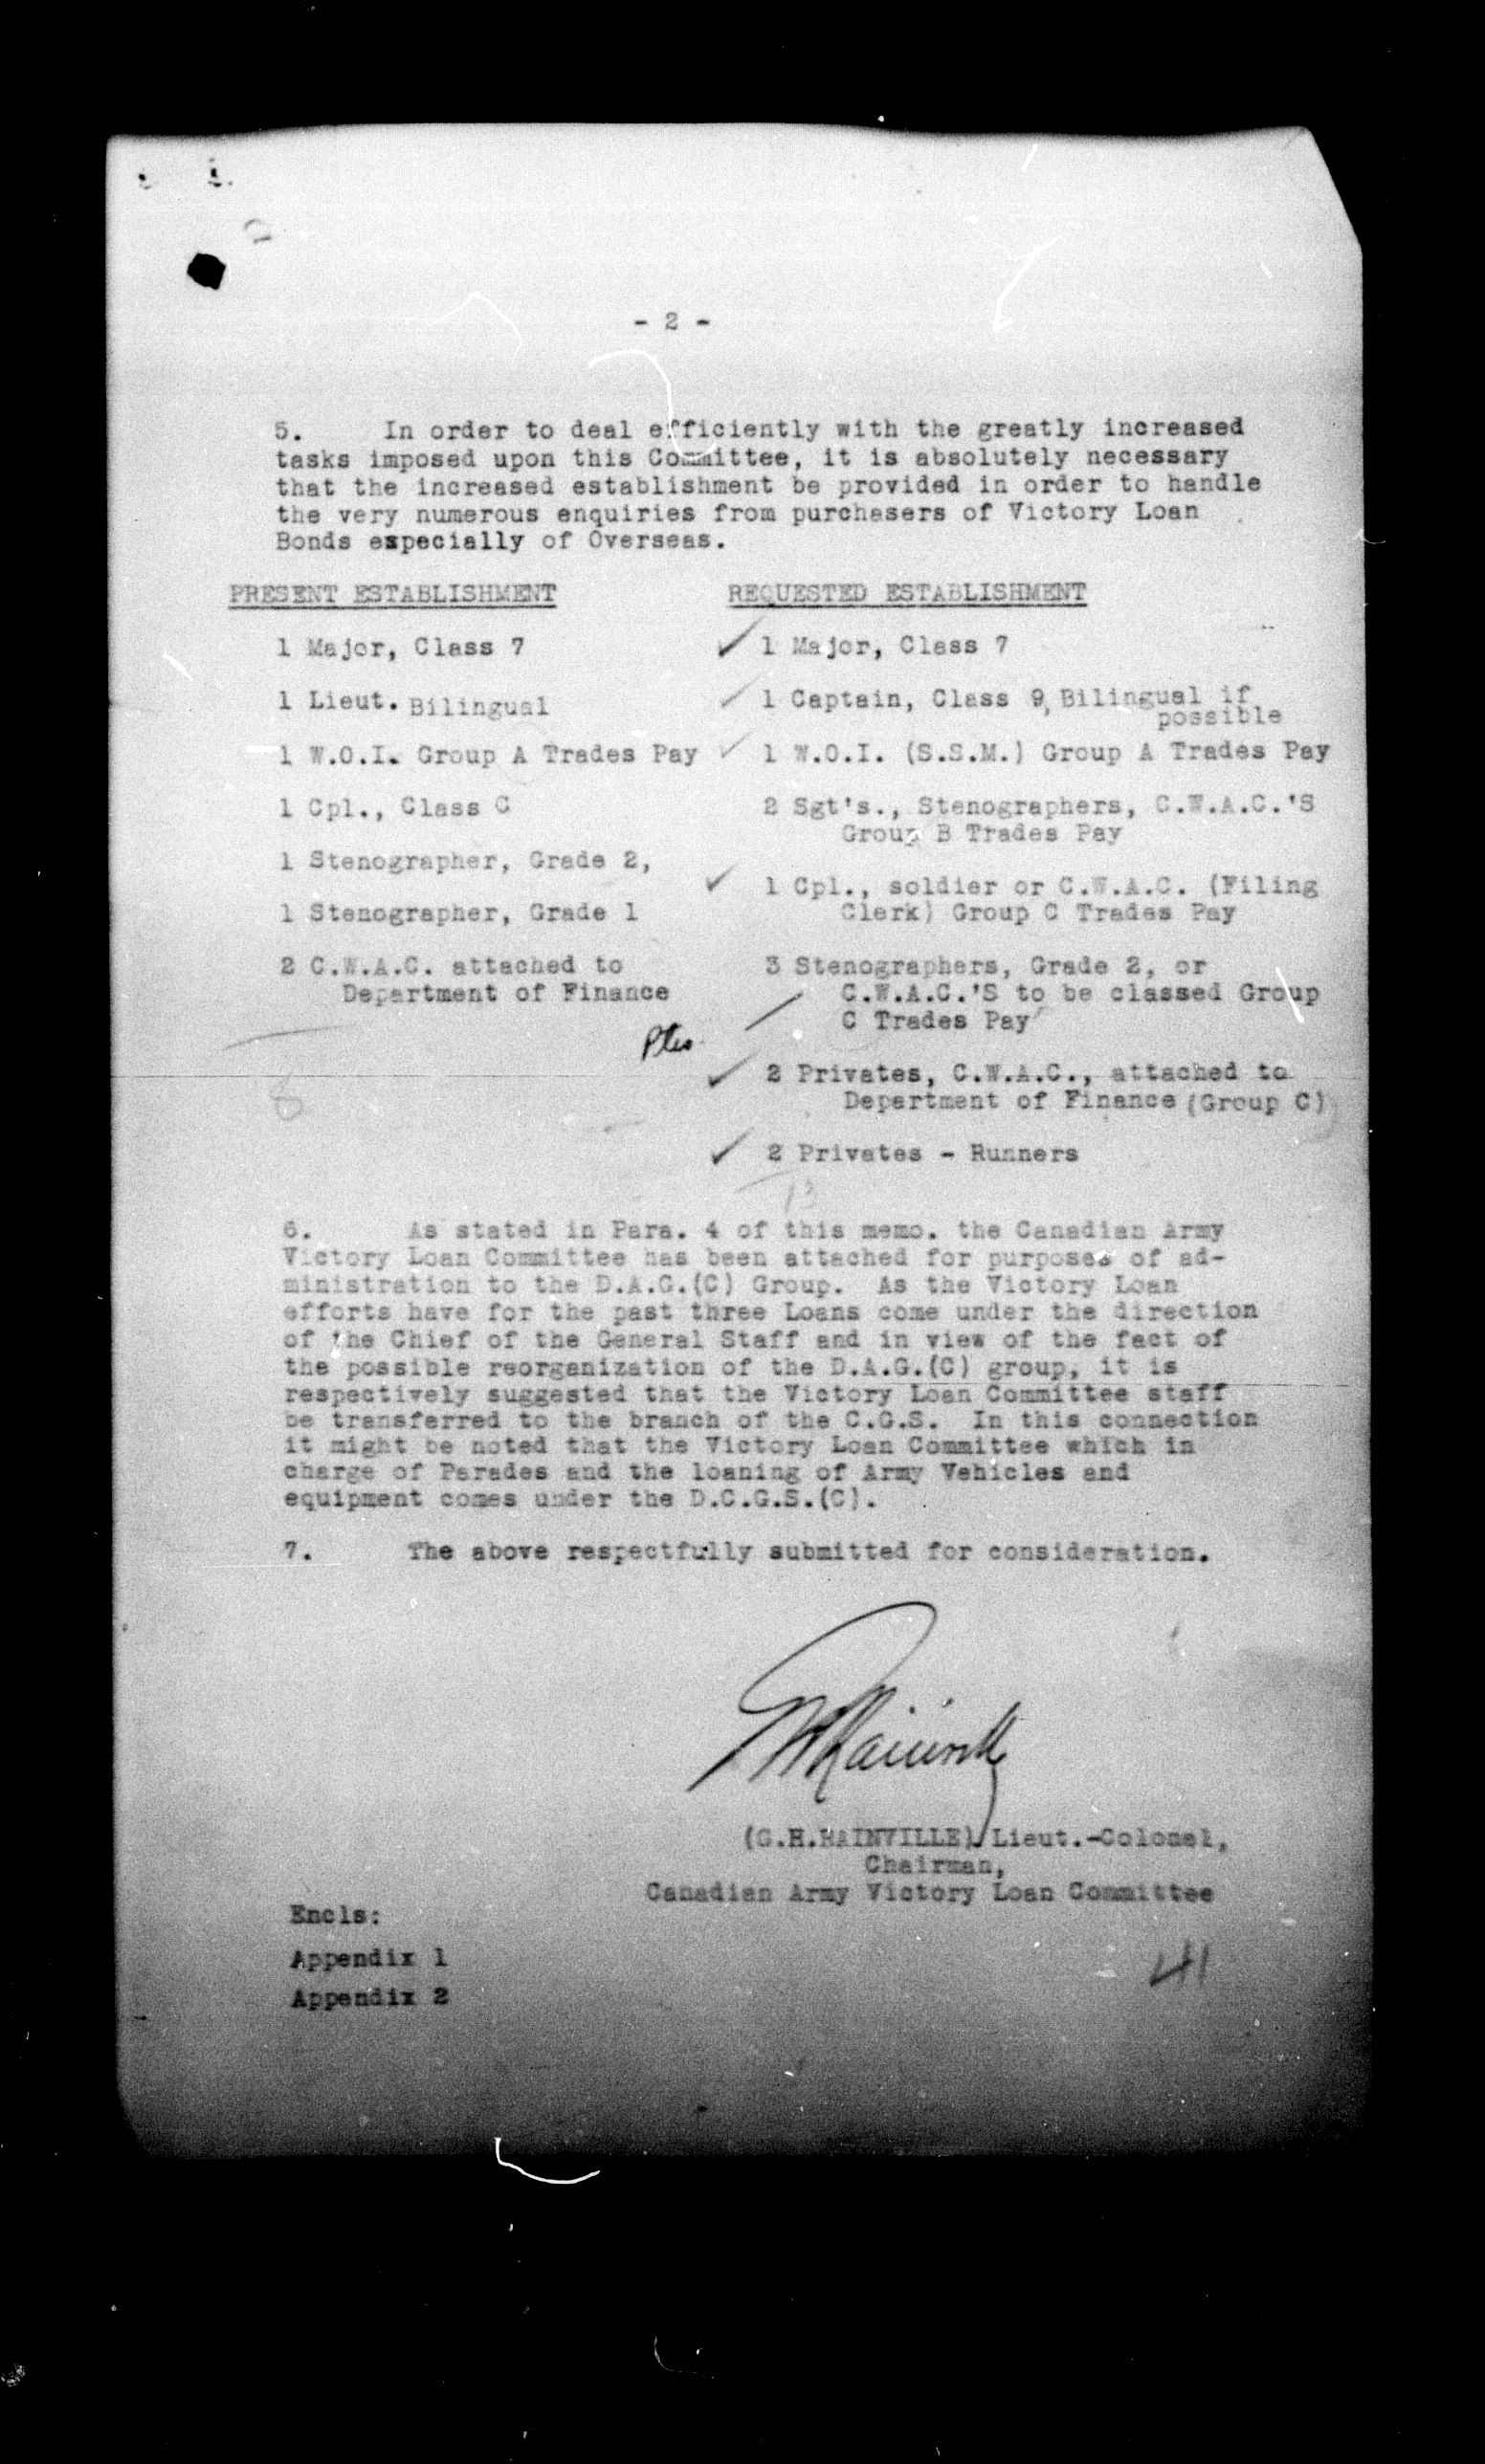 - 2 -
5. In order to deal efficiently with the greatly increased
tasks imposed upon this Committee, it is absolutely necessary
that the increased establishment be provided in order to handle
the very numerous enquiries from purchasers of Victory Loan
Bonds especially of Overseas.
PRESENT ESTABLISHMENT
1 Major, Class 7
1 Lieut. Bilingual
1 W.O.I. Group A Trades Pay
1 Cpl., Class C
1 Stenographer, Grade 2,
1 Stenographer, Grade 1
2 C.W.A.C. attached to
Department of Finance
8
REQUESTED ESTABLISHMENT
✓ 1 Major, Class 7
✓ 1 Captain, Class 9, Bilingual if
possible
✓ 1 W.O.I. (S.S.M.) Group A Trades Pay
2 Sgt's., Stenographers, C.W.A.C.'S
Group B Trades Pay
✓ 1 Cpl., soldier or C.W.A.C. (Filing
Clerk) Group C Trades Pay
3 Stenographers, Grade 2, or
C.W.A.C.'S to be classed Group
C Trades Pay
Ptes
✓ 2 Privates, C.W.A.C., attached to
Department of Finance (Group C)
✓ 2 Privates - Runners
13
6. As stated in Para. 4 of this memo. the Canadian Army
Victory Loan Committee has been attached for purposes of ad-
ministration to the D.A.G.(C) Group. As the Victory Loan
efforts have for the past three Loans come under the direction
of the Chief of the General Staff and in view of the fact of
the possible reorganization of the D.A.G.(C) group, it is
respectively suggested that the Victory Loan Committee staff
be transferred to the branch of the C.G.S. In this connection
it might be noted that the Victory Loan Committee which in
charge of Parades and the loaning of Army Vehicles and
equipment comes under the D.C.G.S.(C).
7. The above respectfully submitted for consideration.
(G.H.RAINVILLE) Lieut.-Colonel,
Chairman,
Canadian Army Victory Loan Committee
Encls:
Appendix 1
Appendix 2
41